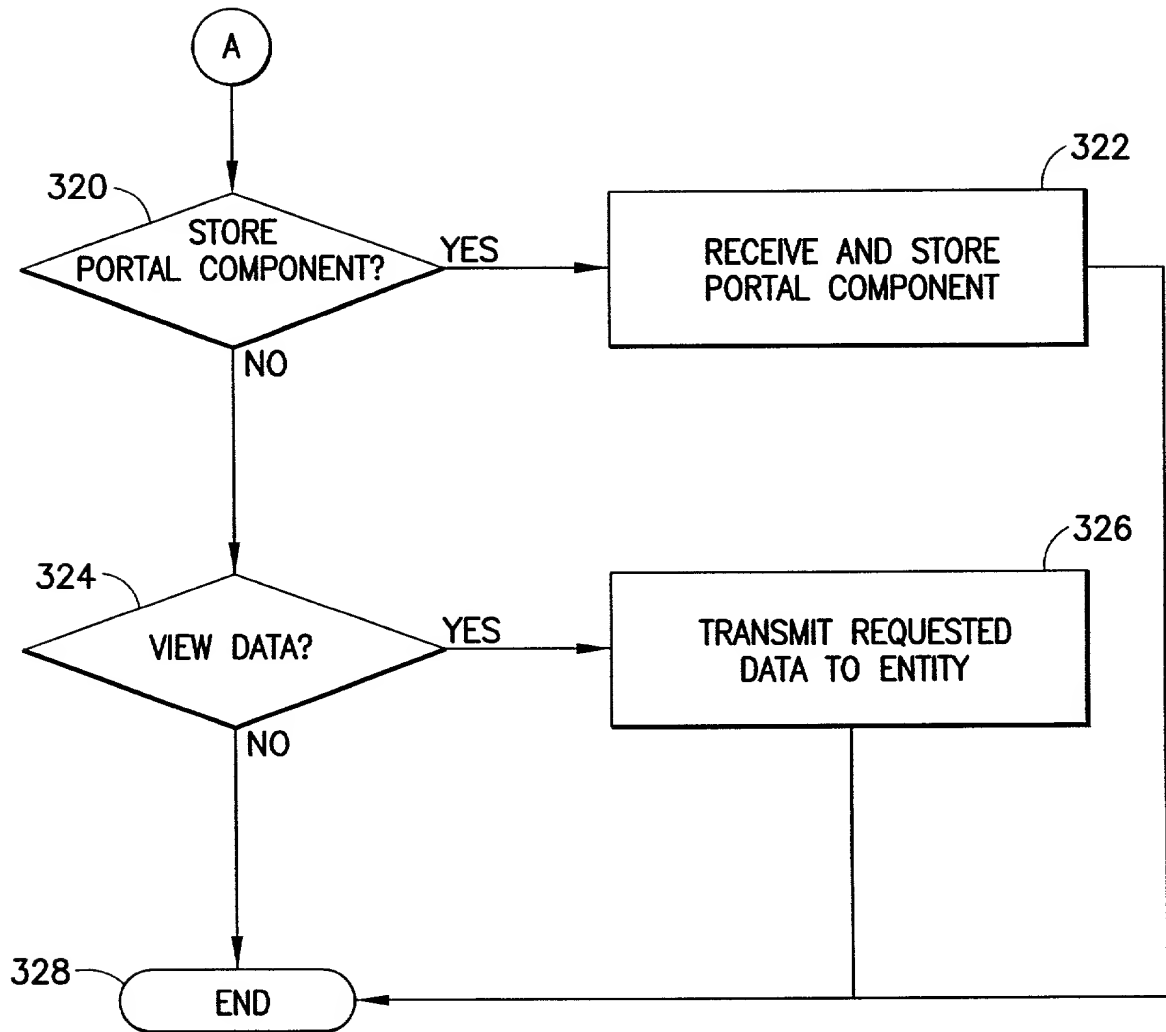 A
320
STORE
PORTAL COMPONENT?
YES
322
RECEIVE AND STORE
PORTAL COMPONENT
NO
324
VIEW DATA?
YES
326
TRANSMIT REQUESTED
DATA TO ENTITY
NO
328
END